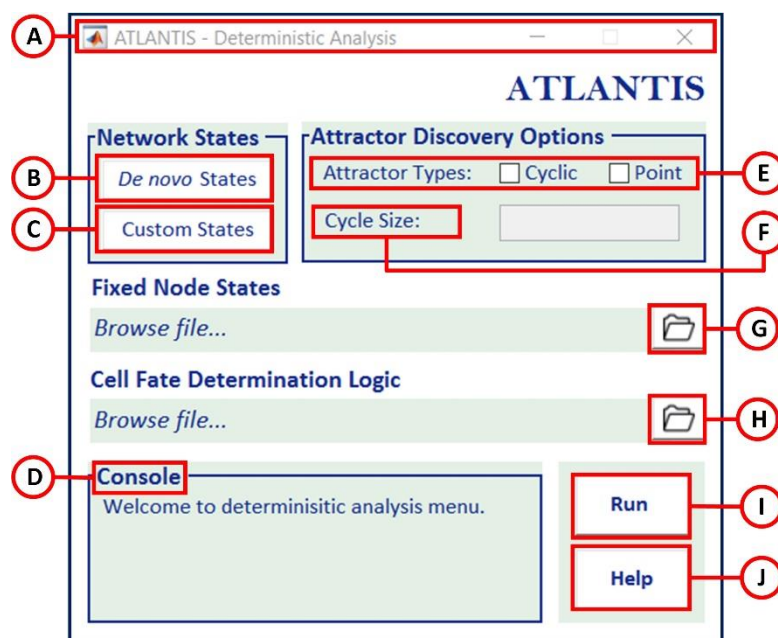 A
ATLANTIS - Deterministic Analysis
ATLANTIS
Network States
Attractor Discovery Options
B
De novo States
Attractor Types:
Cyclic
Point
E
C
Custom States
Cycle Size:
F
Fixed Node States
Browse file...
G
Cell Fate Determination Logic
Browse file...
H
D
Console
Welcome to determinisitic analysis menu.
Run
I
Help
J